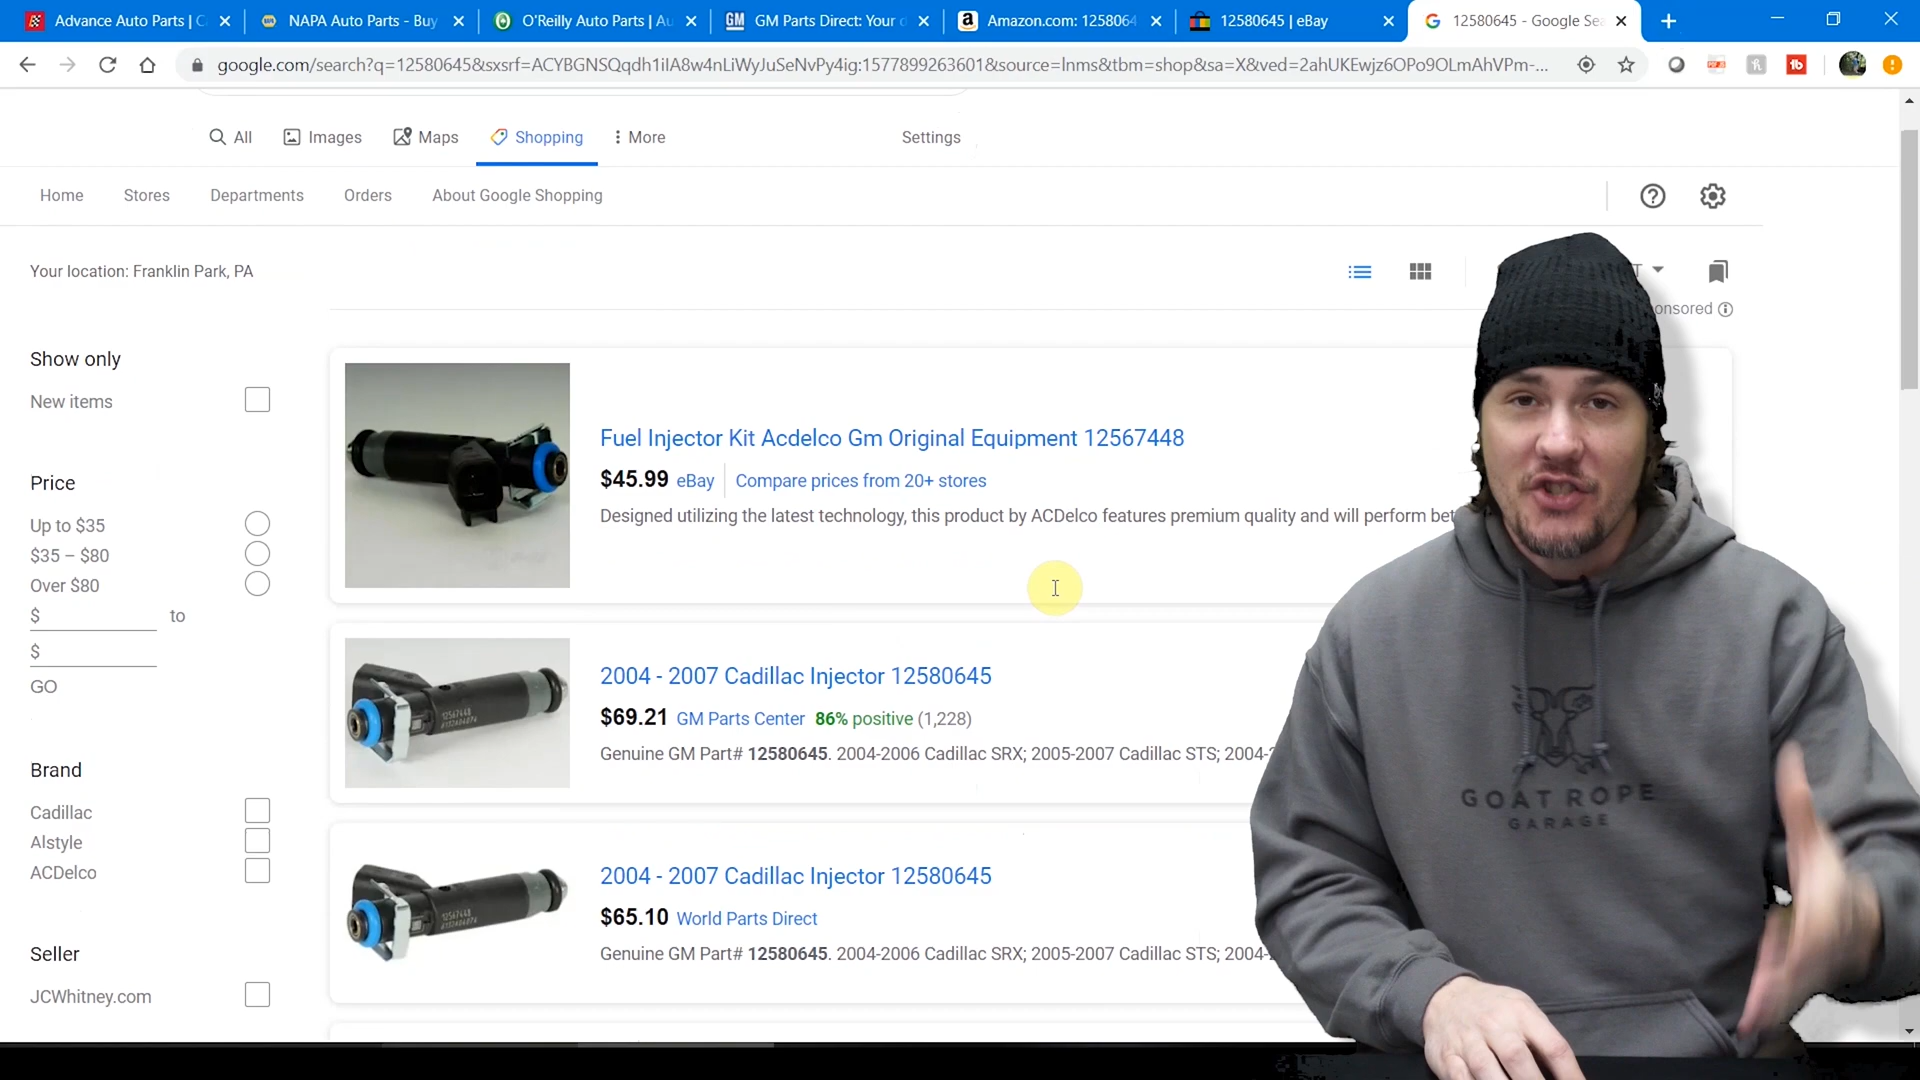 Advance Auto Parts | C
NAPA Auto Parts - Buy
O'Reilly Auto Parts | Au
GM Parts Direct: Your o
Amazon.com: 1258064
12580645 | eBay
12580645 - Google Sea
google.com/search?q=12580645&sxsrf=ACYBGNSQqdh1iIA8w4nLiWyJuSeNvPy4ig:1577899263601&source=lnms&tbm=shop&sa=X&ved=2ahUKEwjz6OPo9OLmAhVPm-...
All
Images
Maps
Shopping
More
Settings
Home
Stores
Departments
Orders
About Google Shopping
Your location: Franklin Park, PA
onsored
Show only
New items
Price
Up to $35
$35 – $80
Over $80
$ to
$
GO
Brand
Cadillac
Alstyle
ACDelco
Seller
JCWhitney.com
Fuel Injector Kit Acdelco Gm Original Equipment 12567448
$45.99 eBay Compare prices from 20+ stores
Designed utilizing the latest technology, this product by ACDelco features premium quality and will perform bet
2004 - 2007 Cadillac Injector 12580645
$69.21 GM Parts Center 86% positive (1,228)
Genuine GM Part# 12580645. 2004-2006 Cadillac SRX; 2005-2007 Cadillac STS; 2004-2
2004 - 2007 Cadillac Injector 12580645
$65.10 World Parts Direct
Genuine GM Part# 12580645. 2004-2006 Cadillac SRX; 2005-2007 Cadillac STS; 2004-2
GOAT ROPE
GARAGE